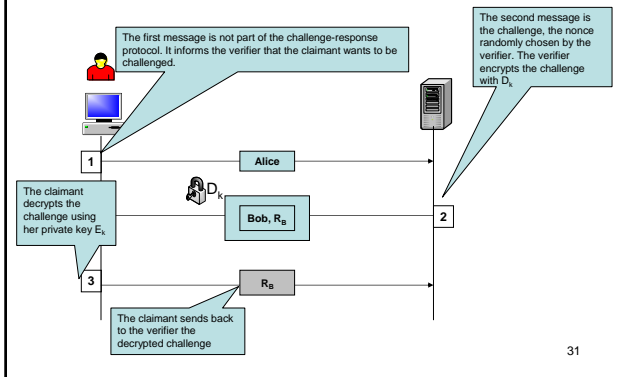 The first message is not part of the challenge-response
protocol. It informs the verifier that the claimant wants to be
challenged.
The second message is
the challenge, the nonce
randomly chosen by the
verifier. The verifier
encrypts the challenge
with Dk
1
Alice
The claimant
decrypts the
challenge using
her private key Ek
Dk
Bob, RB
2
3
RB
The claimant sends back
to the verifier the
decrypted challenge
31